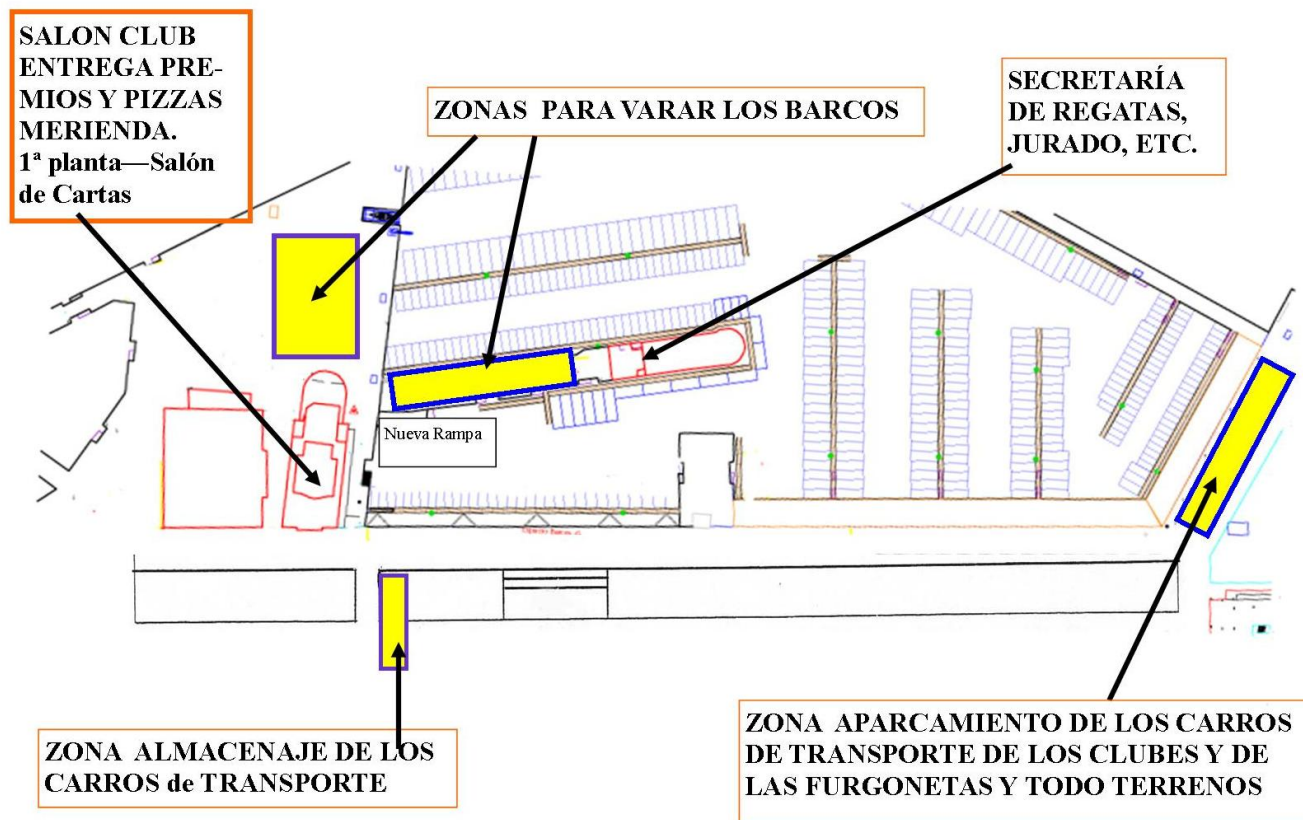 SALON CLUB
ENTREGA PRE-
MIOS Y PIZZAS
MERIENDA.
1ª planta—Salón
de Cartas
ZONAS PARA VARAR LOS BARCOS
SECRETARÍA
DE REGATAS,
JURADO, ETC.
Nueva Rampa
ZONA ALMACENAJE DE LOS
CARROS de TRANSPORTE
ZONA APARCAMIENTO DE LOS CARROS
DE TRANSPORTE DE LOS CLUBES Y DE
LAS FURGONETAS Y TODO TERRENOS